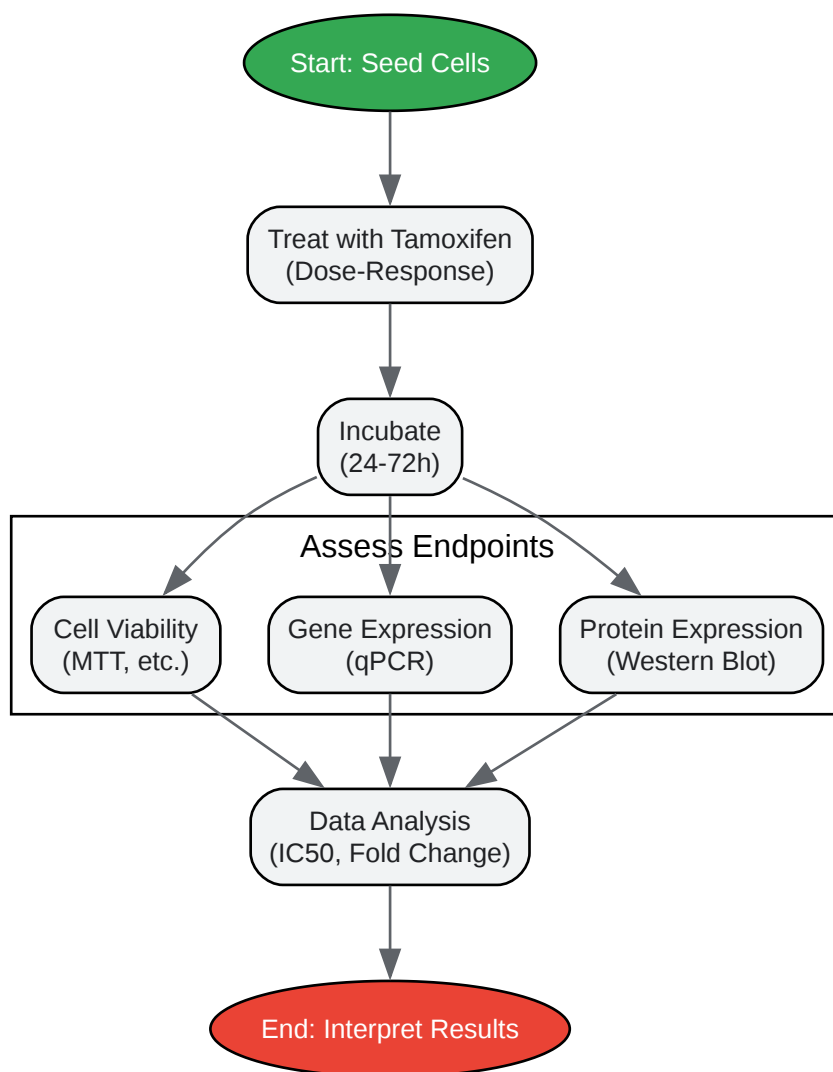 Start: Seed Cells
Treat with Tamoxifen
(Dose-Response)
Incubate
(24-72h)
Assess Endpoints
Cell Viability
(MTT, etc.)
Gene Expression
(qPCR)
Protein Expression
(Western Blot)
Data Analysis
(IC50, Fold Change)
End: Interpret Results